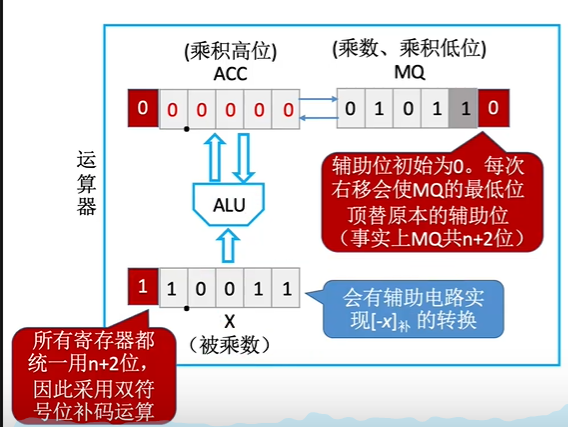 (乘积高位)
ACC
(乘数、乘积低位)
MQ
0 0 0 0 0 0
0 1 0 1 1 0
运算器
ALU
辅助位初始为0。每次
右移会使MQ的最低位
顶替原本的辅助位
（事实上MQ共n+2位）
1 1 0 0 1 1
X
（被乘数）
会有辅助电路实
现[-x]补 的转换
所有寄存器都
统一用n+2位，
因此采用双符
号位补码运算